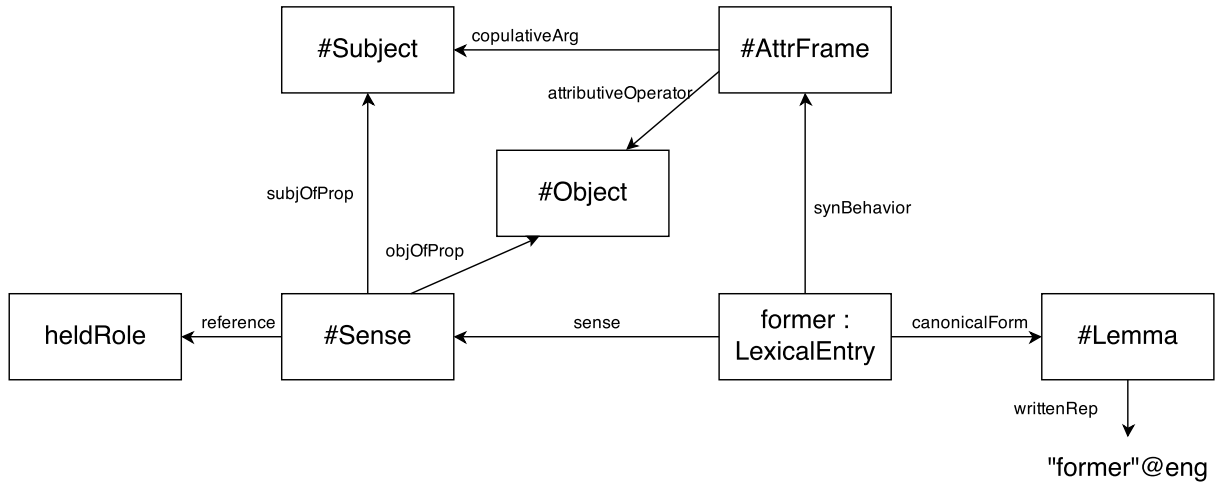 #Subject
copulativeArg
#AttrFrame
attributiveOperator
#Object
subjOfProp
synBehavior
objOfProp
heldRole
reference
#Sense
sense
former :
LexicalEntry
canonicalForm
#Lemma
writtenRep
"former"@eng